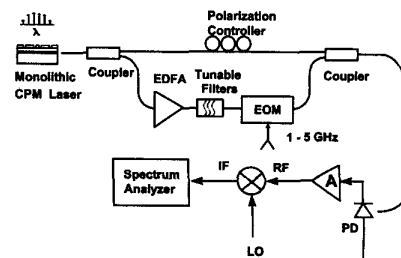 λ
Monolithic
CPM Laser
Coupler
Polarization
Controller
EDFA
Tunable
Filters
EOM
Coupler
1 - 5 GHz
Spectrum
Analyzer
IF
RF
A
PD
LO